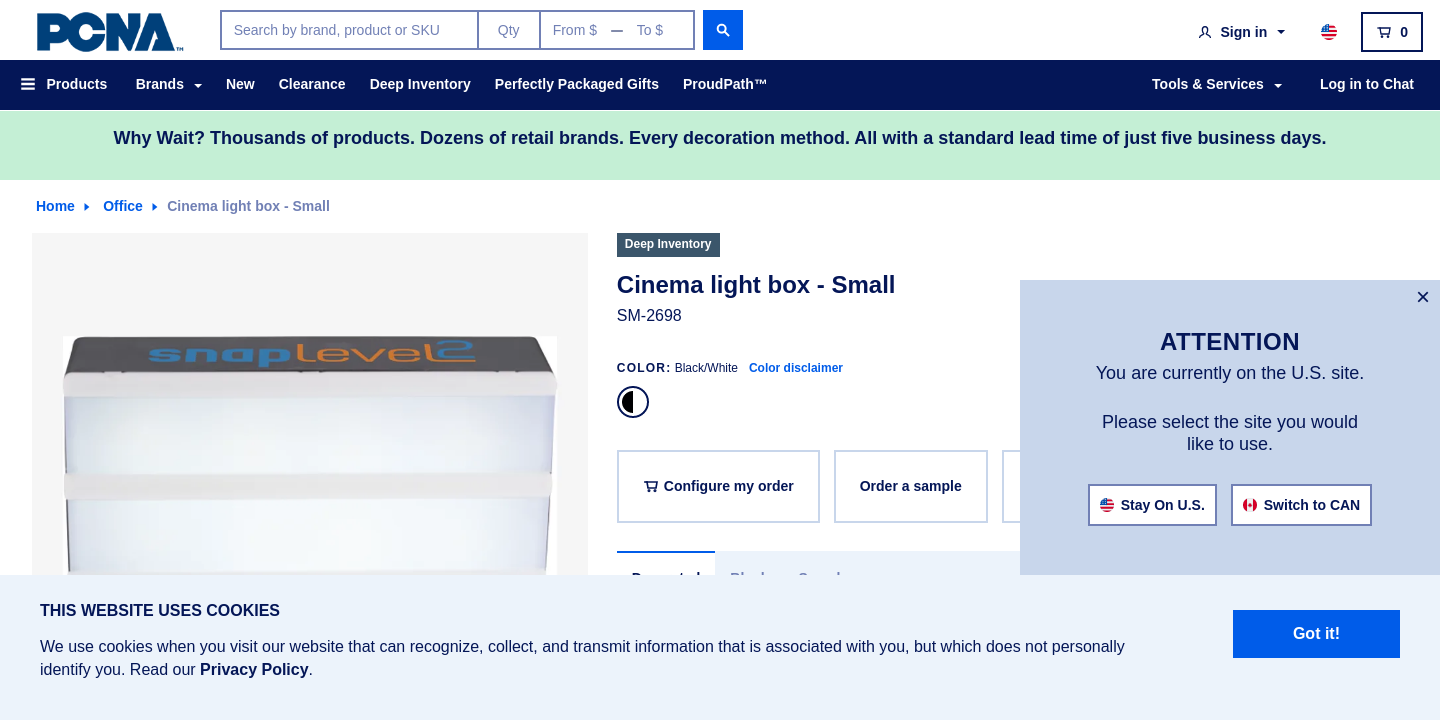 PCNA™
Search by brand, product or SKU
Qty
From $ — To $
Sign in
0
Products
Brands
New
Clearance
Deep Inventory
Perfectly Packaged Gifts
ProudPath™
Tools & Services
Log in to Chat
Why Wait? Thousands of products. Dozens of retail brands. Every decoration method. All with a standard lead time of just five business days.
Home
Office
Cinema light box - Small
Deep Inventory
Cinema light box - Small
SM-2698
COLOR: Black/White
Color disclaimer
Configure my order
Order a sample
snaplevel2
×
ATTENTION
You are currently on the U.S. site.
Please select the site you would
like to use.
Stay On U.S.
Switch to CAN
THIS WEBSITE USES COOKIES
We use cookies when you visit our website that can recognize, collect, and transmit information that is associated with you, but which does not personally
identify you. Read our Privacy Policy.
Got it!